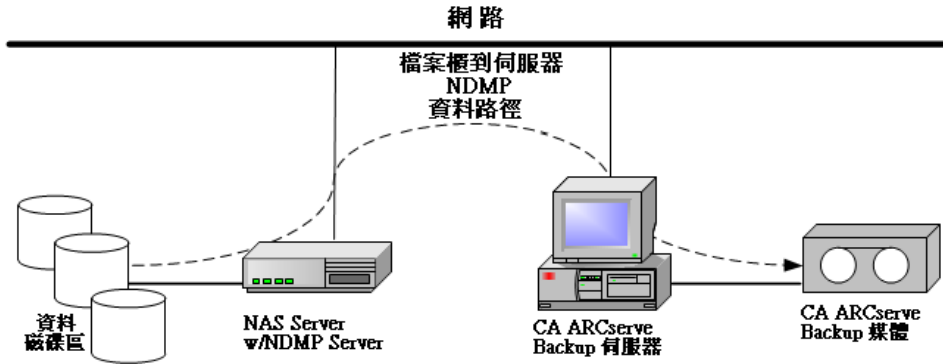 網路
檔案櫃到伺服器
NDMP
資料路徑
資料
磁碟區
NAS Server
w/NDMP Server
CA ARCserve
Backup 伺服器
CA ARCserve
Backup 媒體